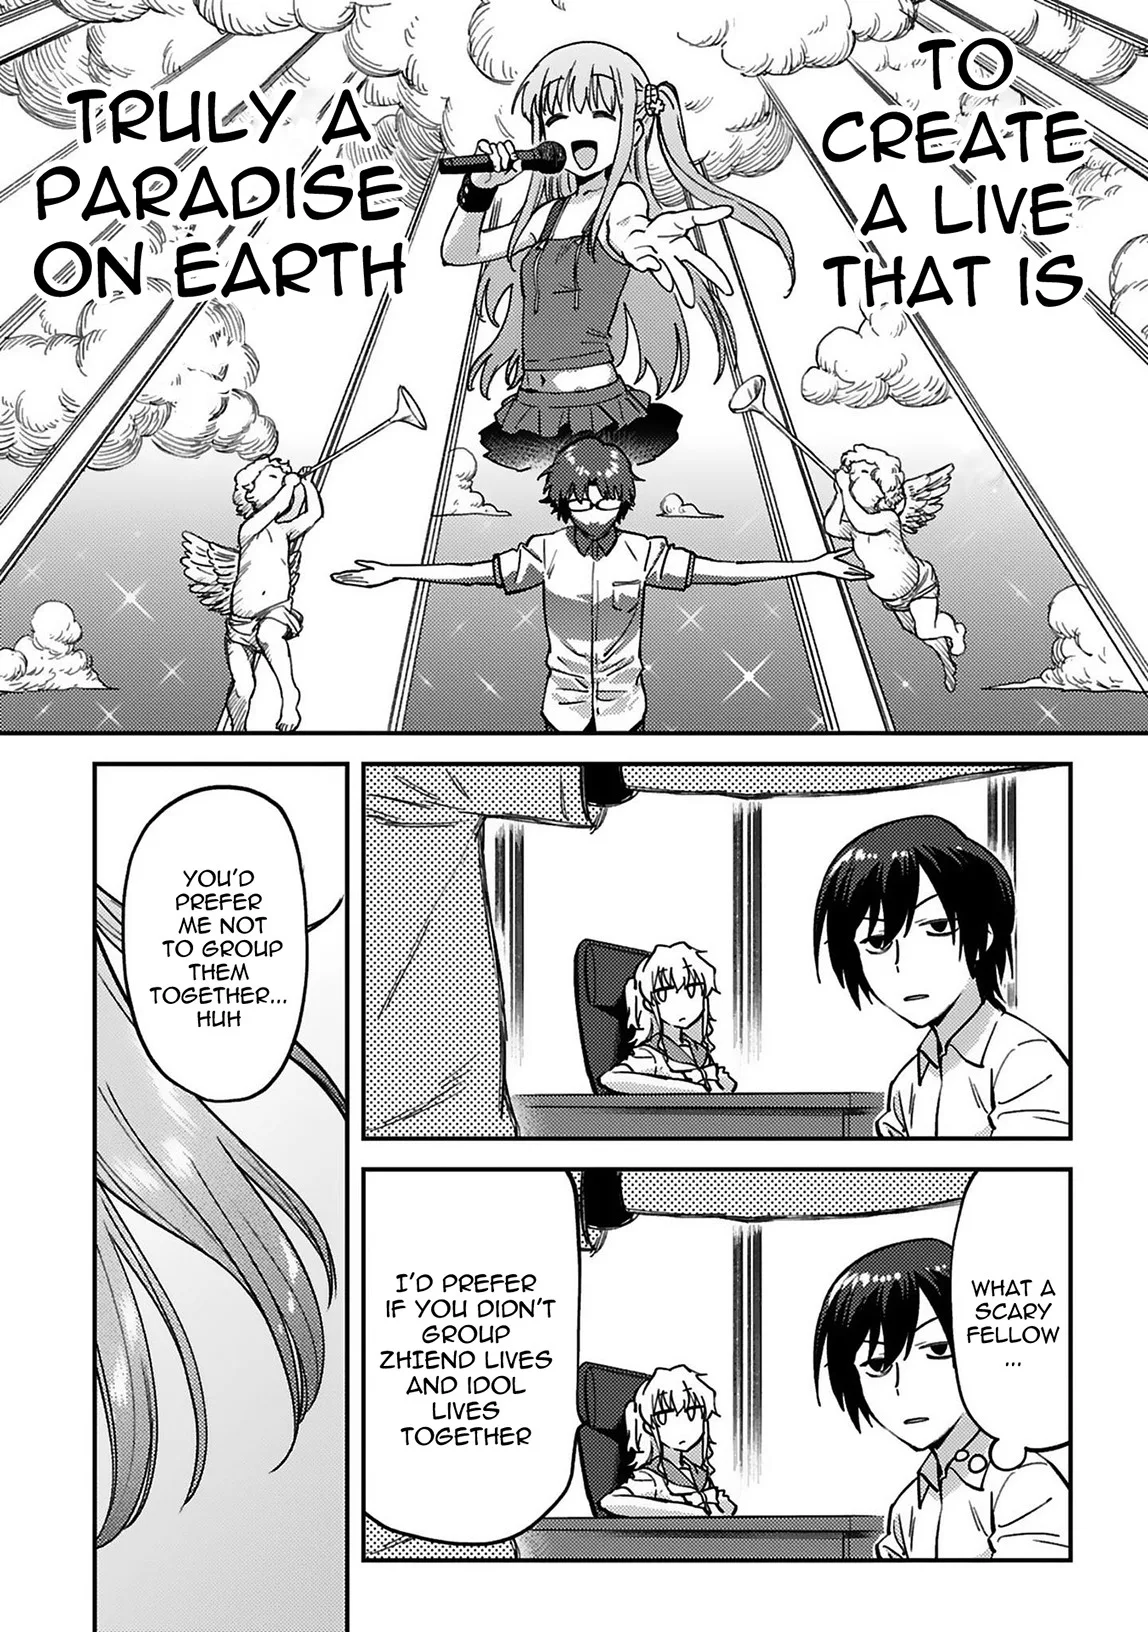 TO
CREATE
A LIVE
THAT IS
TRULY A
PARADISE
ON EARTH
WHAT A
SCARY
FELLOW
...
I'D PREFER
IF YOU DIDN'T
GROUP
ZHIEND LIVES
AND IDOL
LIVES
TOGETHER
YOU'D
PREFER
ME NOT
TO GROUP
THEM
TOGETHER...
HUH